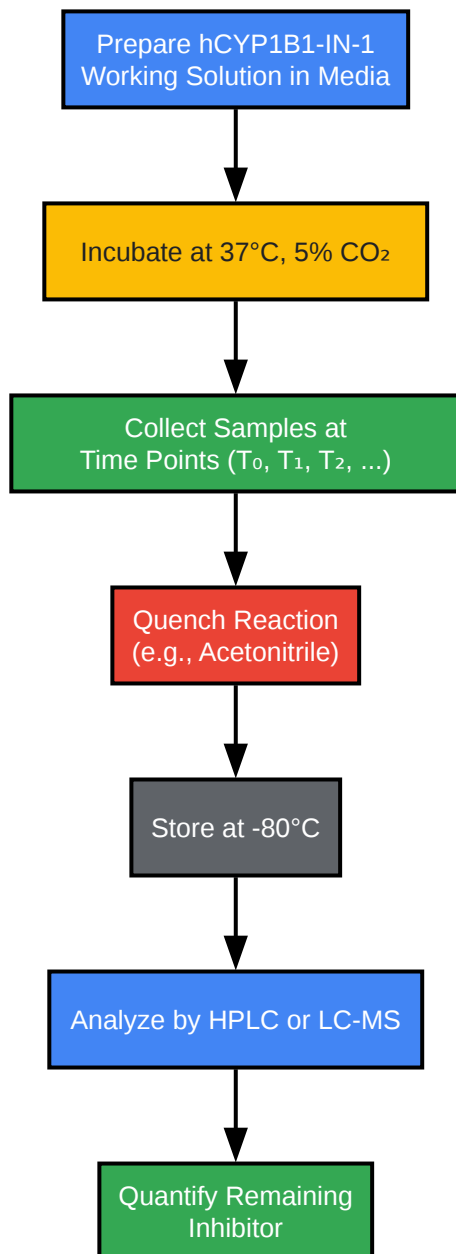 Prepare hCYP1B1-IN-1
Working Solution in Media
Incubate at 37°C, 5% CO₂
Collect Samples at
Time Points (T₀, T₁, T₂, ...)
Quench Reaction
(e.g., Acetonitrile)
Store at -80°C
Analyze by HPLC or LC-MS
Quantify Remaining
Inhibitor